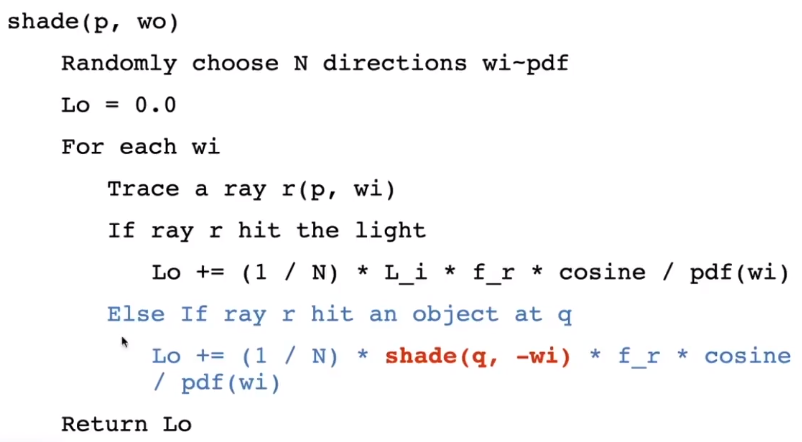 shade(p, wo)
Randomly choose N directions wi~pdf
Lo = 0.0
For each wi
Trace a ray r(p, wi)
If ray r hit the light
Lo += (1 / N) * L_i * f_r * cosine / pdf(wi)
Else If ray r hit an object at q
Lo += (1 / N) * shade(q, -wi) * f_r * cosine
/ pdf(wi)
Return Lo